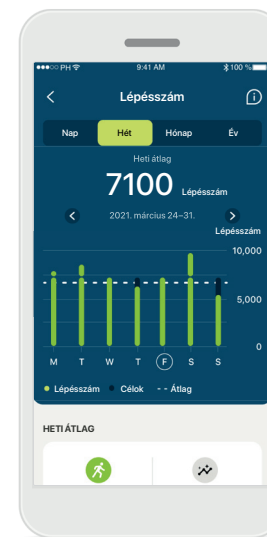 PH 9:41 AM 100 %
Lépésszám
Nap Hét Hónap Év
Heti átlag
7100 Lépésszám
2021. március 24–31.
Lépésszám
10,000
5,000
0
M T W T F S S
Lépésszám Célok - - Átlag
HETI ÁTLAG